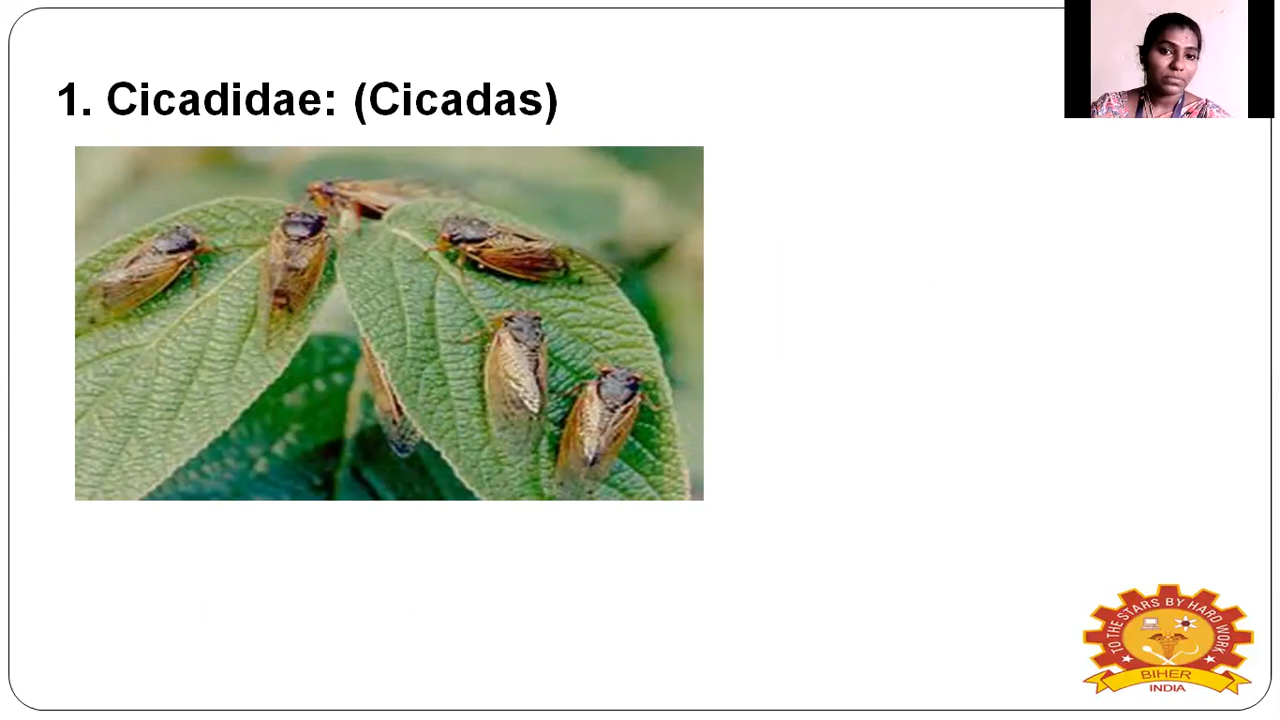 1. Cicadidae: (Cicadas)
TO THE STARS BY HARD WORK
BIHER
INDIA